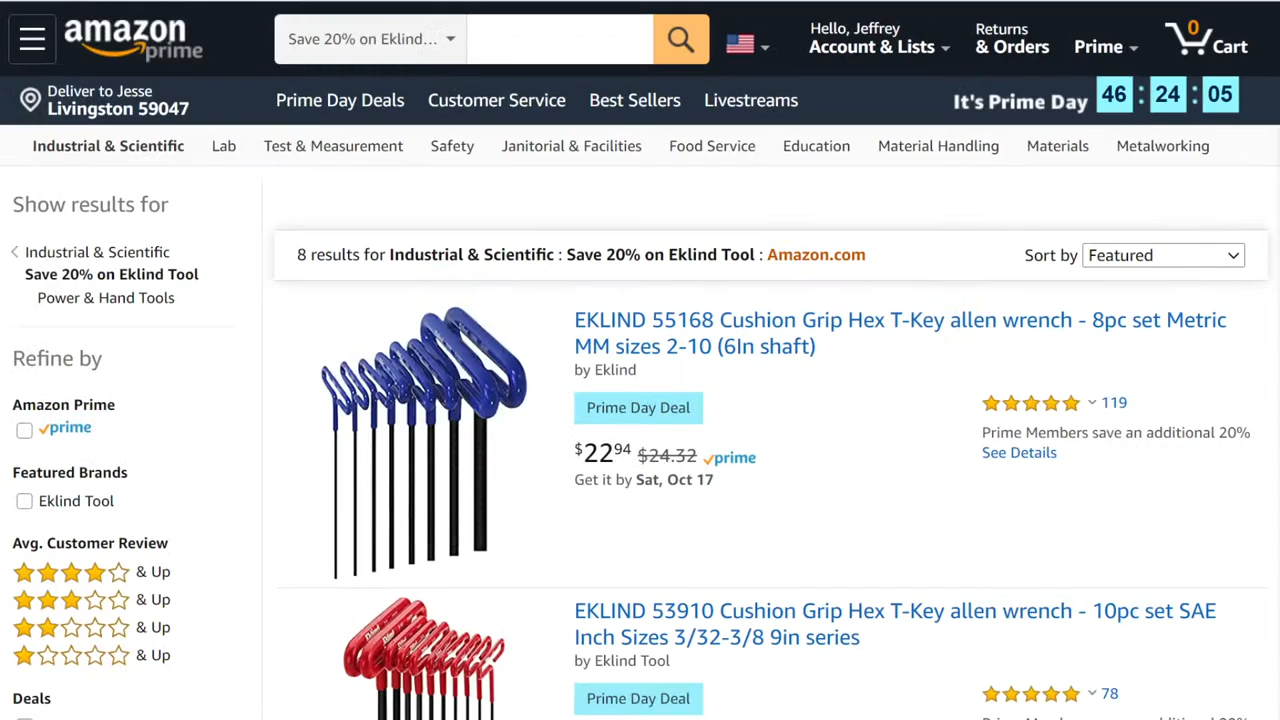 amazon
prime
Save 20% on Eklind...
Hello, Jeffrey
Account & Lists
Returns
& Orders
Prime
0
Cart
Deliver to Jesse
Livingston 59047
Prime Day Deals
Customer Service
Best Sellers
Livestreams
It's Prime Day
46 : 24 : 05
Industrial & Scientific
Lab
Test & Measurement
Safety
Janitorial & Facilities
Food Service
Education
Material Handling
Materials
Metalworking
Show results for
Industrial & Scientific
Save 20% on Eklind Tool
Power & Hand Tools
Refine by
Amazon Prime
prime
Featured Brands
Eklind Tool
Avg. Customer Review
& Up
& Up
& Up
& Up
Deals
8 results for Industrial & Scientific : Save 20% on Eklind Tool : Amazon.com
Sort by Featured
EKLIND 55168 Cushion Grip Hex T-Key allen wrench - 8pc set Metric
MM sizes 2-10 (6In shaft)
by Eklind
Prime Day Deal
$22 94 $24.32 prime
Get it by Sat, Oct 17
119
Prime Members save an additional 20%
See Details
EKLIND 53910 Cushion Grip Hex T-Key allen wrench - 10pc set SAE
Inch Sizes 3/32-3/8 9in series
by Eklind Tool
Prime Day Deal
78